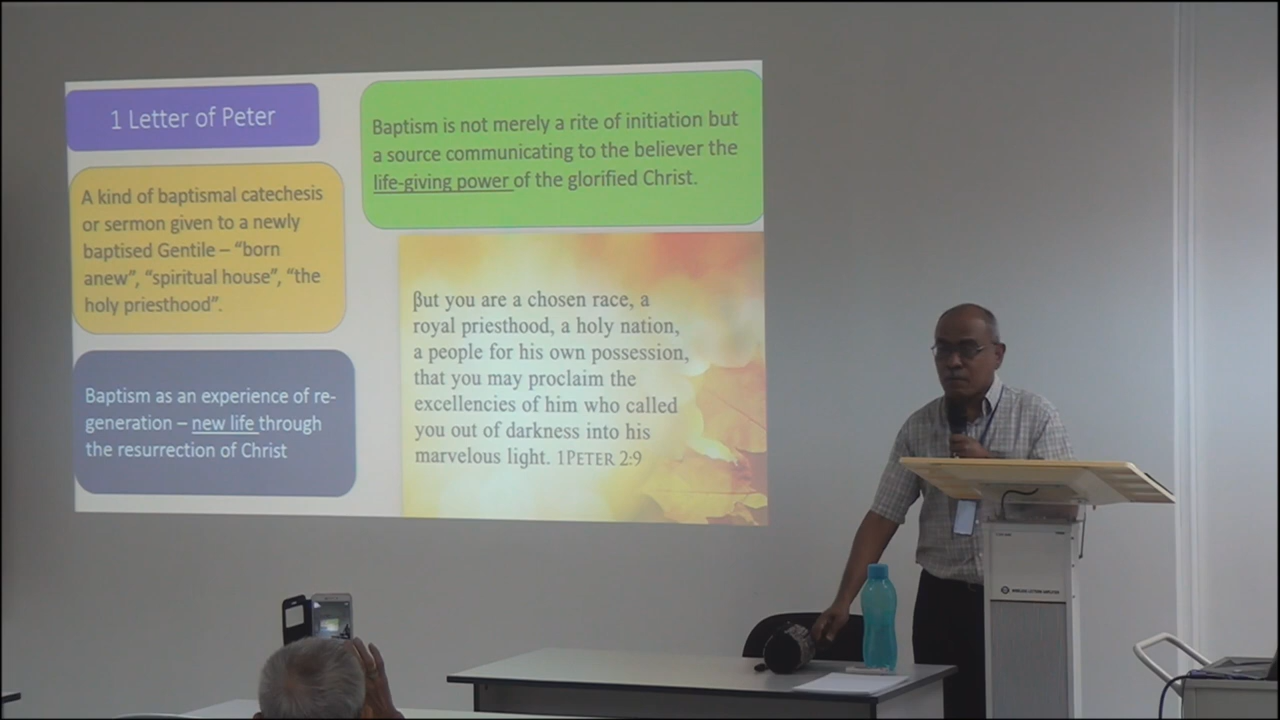 1 Letter of Peter
A kind of baptismal catechesis
or sermon given to a newly
baptised Gentile – “born
anew”, “spiritual house”, “the
holy priesthood”.
Baptism as an experience of re-
generation – new life through
the resurrection of Christ
Baptism is not merely a rite of initiation but
a source communicating to the believer the
life-giving power of the glorified Christ.
But you are a chosen race, a
royal priesthood, a holy nation,
a people for his own possession,
that you may proclaim the
excellencies of him who called
you out of darkness into his
marvelous light. 1PETER 2:9